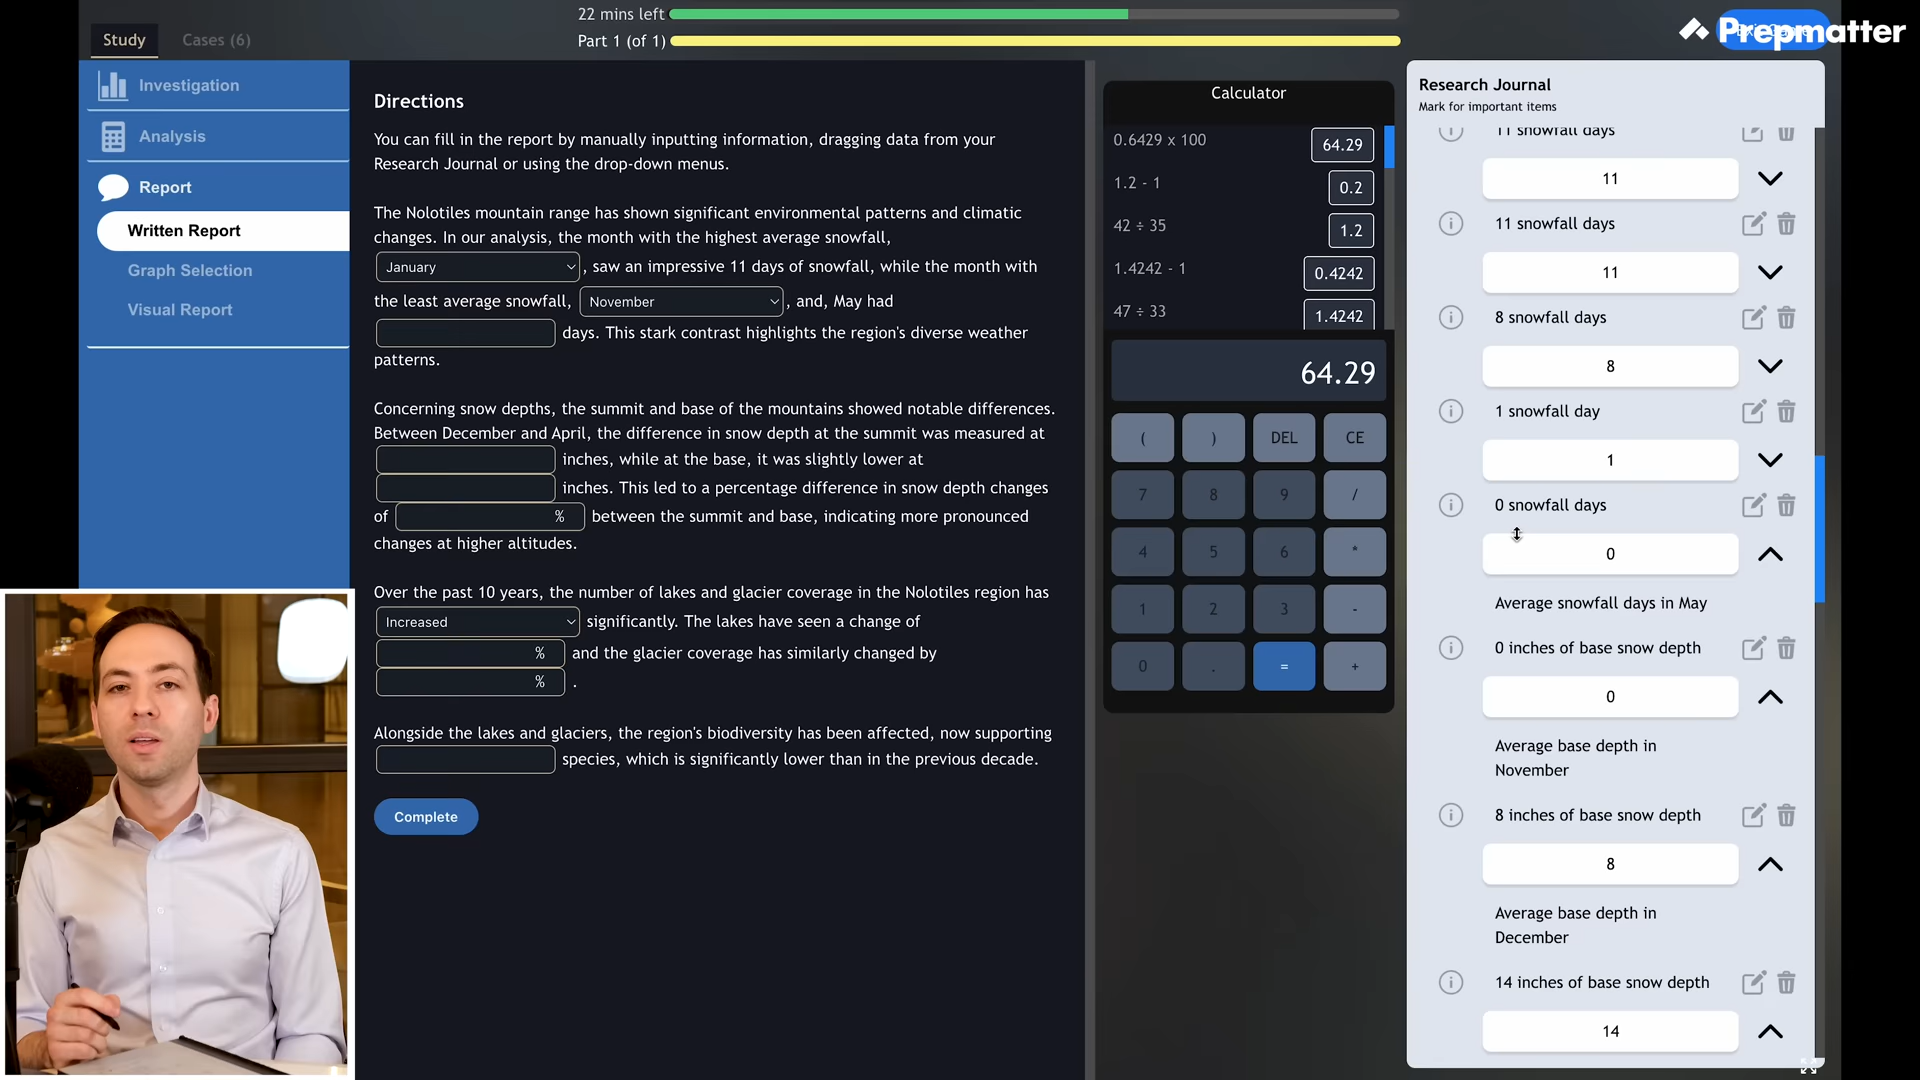 22 mins left
Part 1 (of 1)
Prepmatter
Study
Cases (6)
Investigation
Analysis
Report
Written Report
Graph Selection
Visual Report
Directions
You can fill in the report by manually inputting information, dragging data from your
Research Journal or using the drop-down menus.
The Nolotiles mountain range has shown significant environmental patterns and climatic
changes. In our analysis, the month with the highest average snowfall,
January , saw an impressive 11 days of snowfall, while the month with
the least average snowfall, November , and, May had
days. This stark contrast highlights the region's diverse weather
patterns.
Concerning snow depths, the summit and base of the mountains showed notable differences.
Between December and April, the difference in snow depth at the summit was measured at
inches, while at the base, it was slightly lower at
inches. This led to a percentage difference in snow depth changes
of % between the summit and base, indicating more pronounced
changes at higher altitudes.
Over the past 10 years, the number of lakes and glacier coverage in the Nolotiles region has
Increased significantly. The lakes have seen a change of
% and the glacier coverage has similarly changed by
% .
Alongside the lakes and glaciers, the region's biodiversity has been affected, now supporting
species, which is significantly lower than in the previous decade.
Complete
Calculator
0.6429 x 100 64.29
1.2 - 1 0.2
42 ÷ 35 1.2
1.4242 - 1 0.4242
47 ÷ 33 1.4242
64.29
( ) DEL CE
7 8 9 /
4 5 6 *
1 2 3 -
0 . = +
Research Journal
Mark for important items
11 snowfall days
11
11 snowfall days
11
8 snowfall days
8
1 snowfall day
1
0 snowfall days
0
Average snowfall days in May
0 inches of base snow depth
0
Average base depth in
November
8 inches of base snow depth
8
Average base depth in
December
14 inches of base snow depth
14